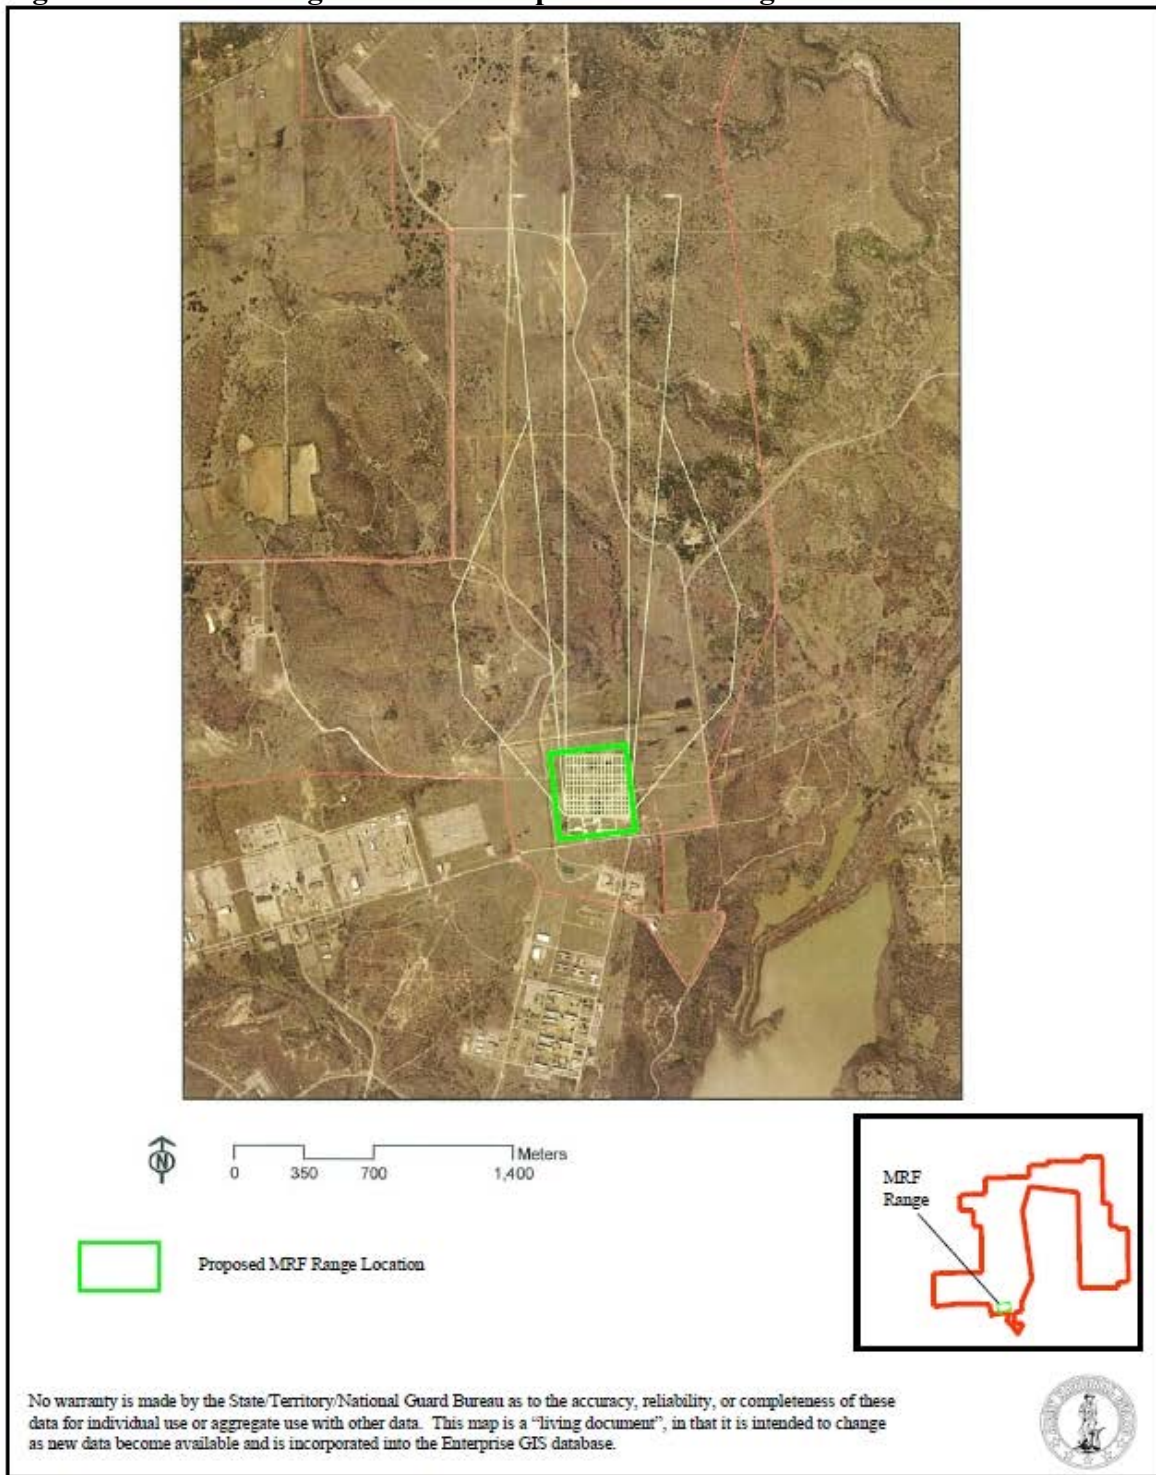 MRF
Range
N
Meters
0 350 700 1,400
Proposed MRF Range Location
No warranty is made by the State/Territory/National Guard Bureau as to the accuracy, reliability, or completeness of these
data for individual use or aggregate use with other data. This map is a “living document”, in that it is intended to change
as new data become available and is incorporated into the Enterprise GIS database.